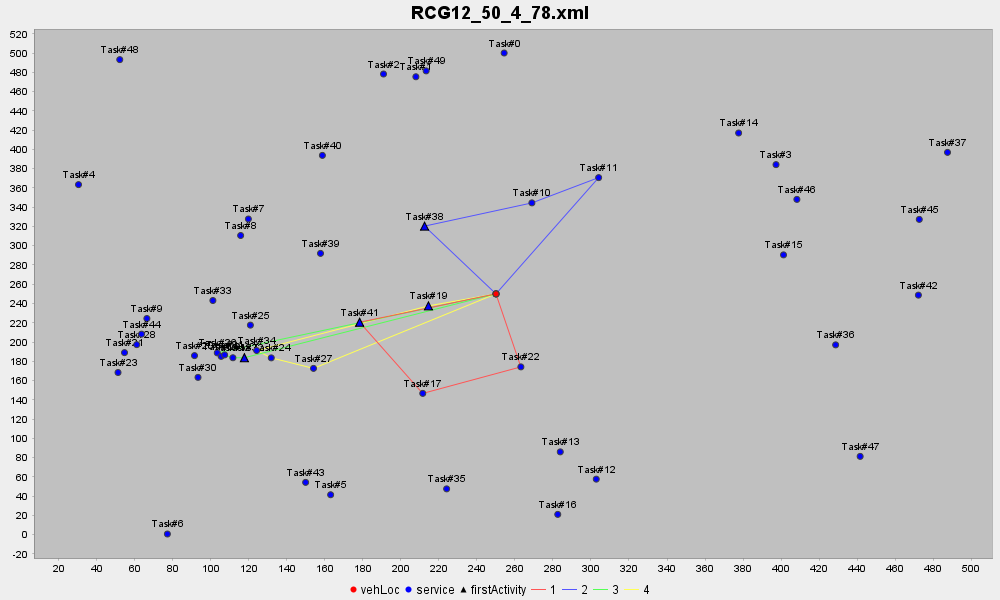 RCG12_50_4_78.xml
520
500
480
460
440
420
400
380
360
340
320
300
280
260
240
220
200
180
160
140
120
100
80
60
40
20
0
-20
Task#48
Task#0
Task#2
Task#49
Task#14
Task#37
Task#40
Task#3
Task#11
Task#4
Task#46
Task#10
Task#7
Task#45
Task#38
Task#8
Task#39
Task#15
Task#33
Task#19
Task#42
Task#9
Task#41
Task#25
Task#44
Task#36
Task#34
Task#24
Task#22
Task#23
Task#27
Task#30
Task#17
Task#13
Task#47
Task#43
Task#12
Task#35
Task#5
Task#16
Task#6
20 40 60 80 100 120 140 160 180 200 220 240 260 280 300 320 340 360 380 400 420 440 460 480 500
vehLoc service firstActivity 1 2 3 4